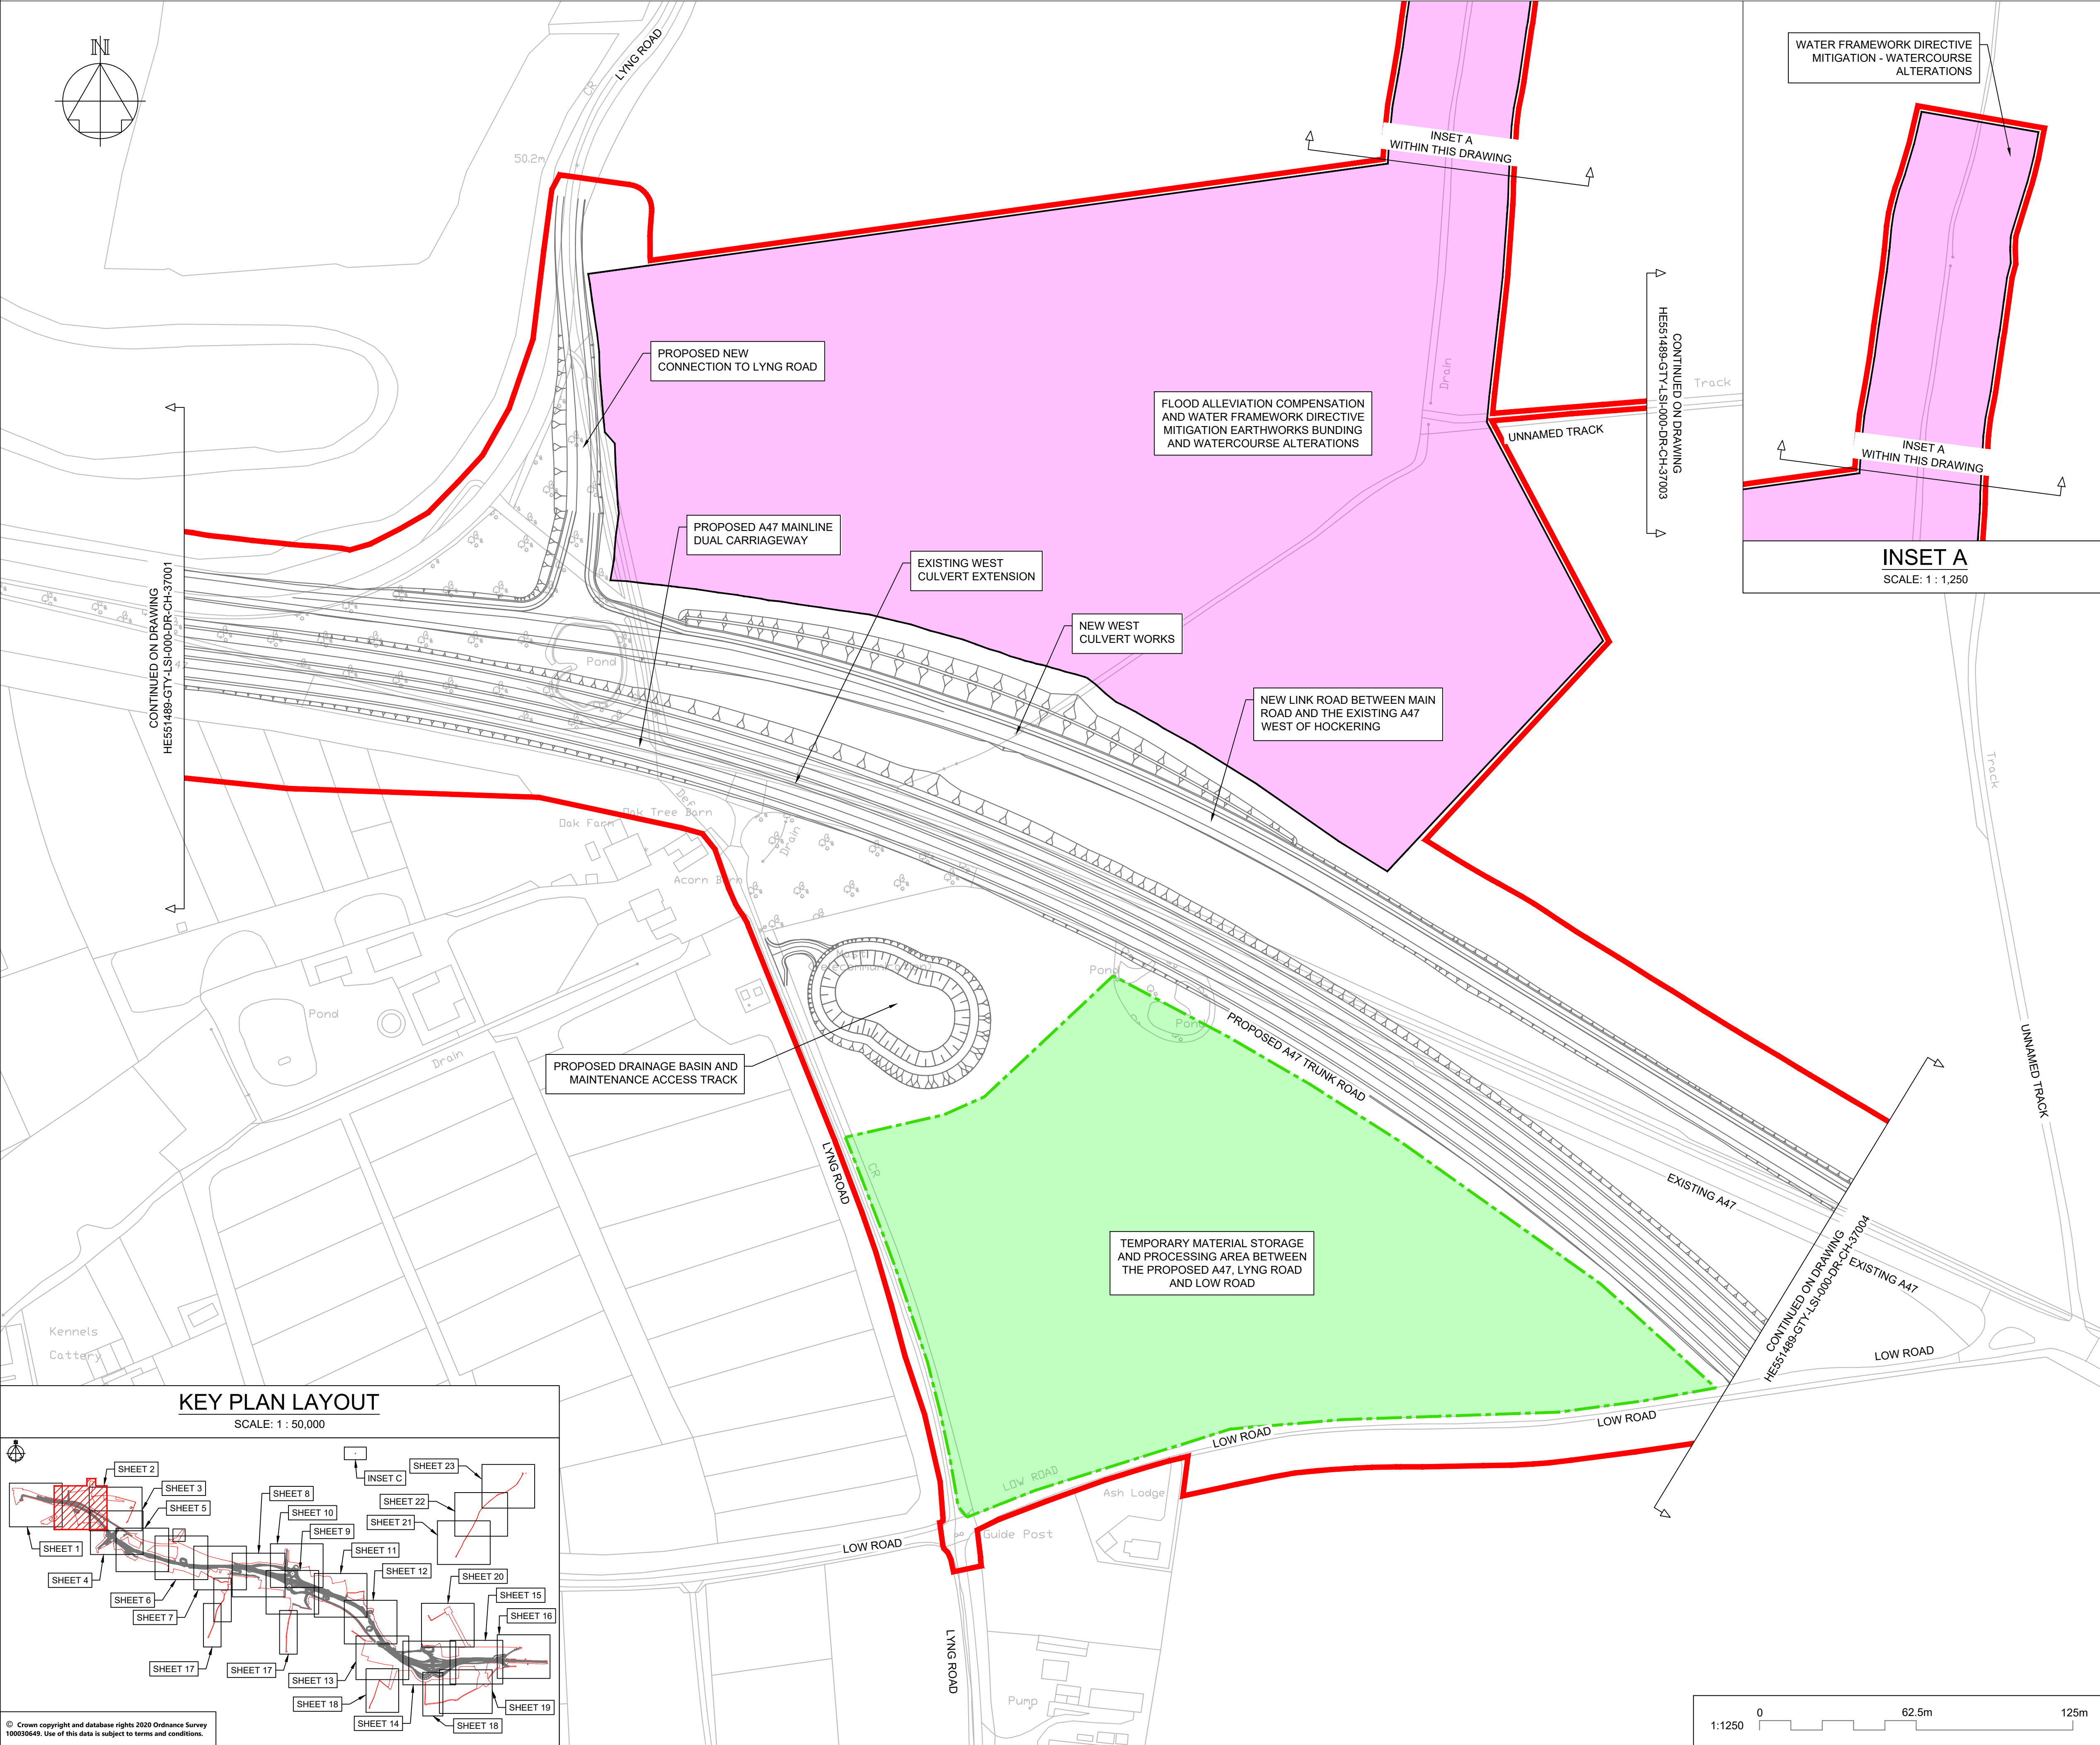 N
LYNG ROAD
CR
50.2m
WATER FRAMEWORK DIRECTIVE
MITIGATION - WATERCOURSE
ALTERATIONS
INSET A
WITHIN THIS DRAWING
INSET A
WITHIN THIS DRAWING
INSET A
SCALE: 1 : 1,250
PROPOSED NEW
CONNECTION TO LYNG ROAD
FLOOD ALLEVIATION COMPENSATION
AND WATER FRAMEWORK DIRECTIVE
MITIGATION EARTHWORKS BUNDING
AND WATERCOURSE ALTERATIONS
Drain
UNNAMED TRACK
CONTINUED ON DRAWING
HE551489-GTY-LSI-000-DR-CH-37003
Track
PROPOSED A47 MAINLINE
DUAL CARRIAGEWAY
EXISTING WEST
CULVERT EXTENSION
NEW WEST
CULVERT WORKS
NEW LINK ROAD BETWEEN MAIN
ROAD AND THE EXISTING A47
WEST OF HOCKERING
CONTINUED ON DRAWING
HE551489-GTY-LSI-000-DR-CH-37001
Pond
Track
Def
Oak Tree Barn
Oak Farm
Drain
Acorn Barn
Pond
Pond
Pond
Drain
PROPOSED DRAINAGE BASIN AND
MAINTENANCE ACCESS TRACK
PROPOSED A47 TRUNK ROAD
UNNAMED TRACK
LYNG ROAD
CR
EXISTING A47
EXISTING A47
TEMPORARY MATERIAL STORAGE
AND PROCESSING AREA BETWEEN
THE PROPOSED A47, LYNG ROAD
AND LOW ROAD
CONTINUED ON DRAWING
HE551489-GTY-LSI-000-DR-CH-37004
LOW ROAD
LOW ROAD
LOW ROAD
LOW ROAD
Ash Lodge
Guide Post
LOW ROAD
LYNG ROAD
Pump
Kennels
Cattery
KEY PLAN LAYOUT
SCALE: 1 : 50,000
SHEET 2
SHEET 3
SHEET 5
SHEET 8
SHEET 10
SHEET 9
SHEET 11
SHEET 12
INSET C
SHEET 23
SHEET 22
SHEET 21
SHEET 1
SHEET 4
SHEET 6
SHEET 7
SHEET 20
SHEET 15
SHEET 16
SHEET 17
SHEET 17
SHEET 13
SHEET 18
SHEET 14
SHEET 18
SHEET 19
© Crown copyright and database rights 2020 Ordnance Survey
100030649. Use of this data is subject to terms and conditions.
1:1250
0 62.5m 125m